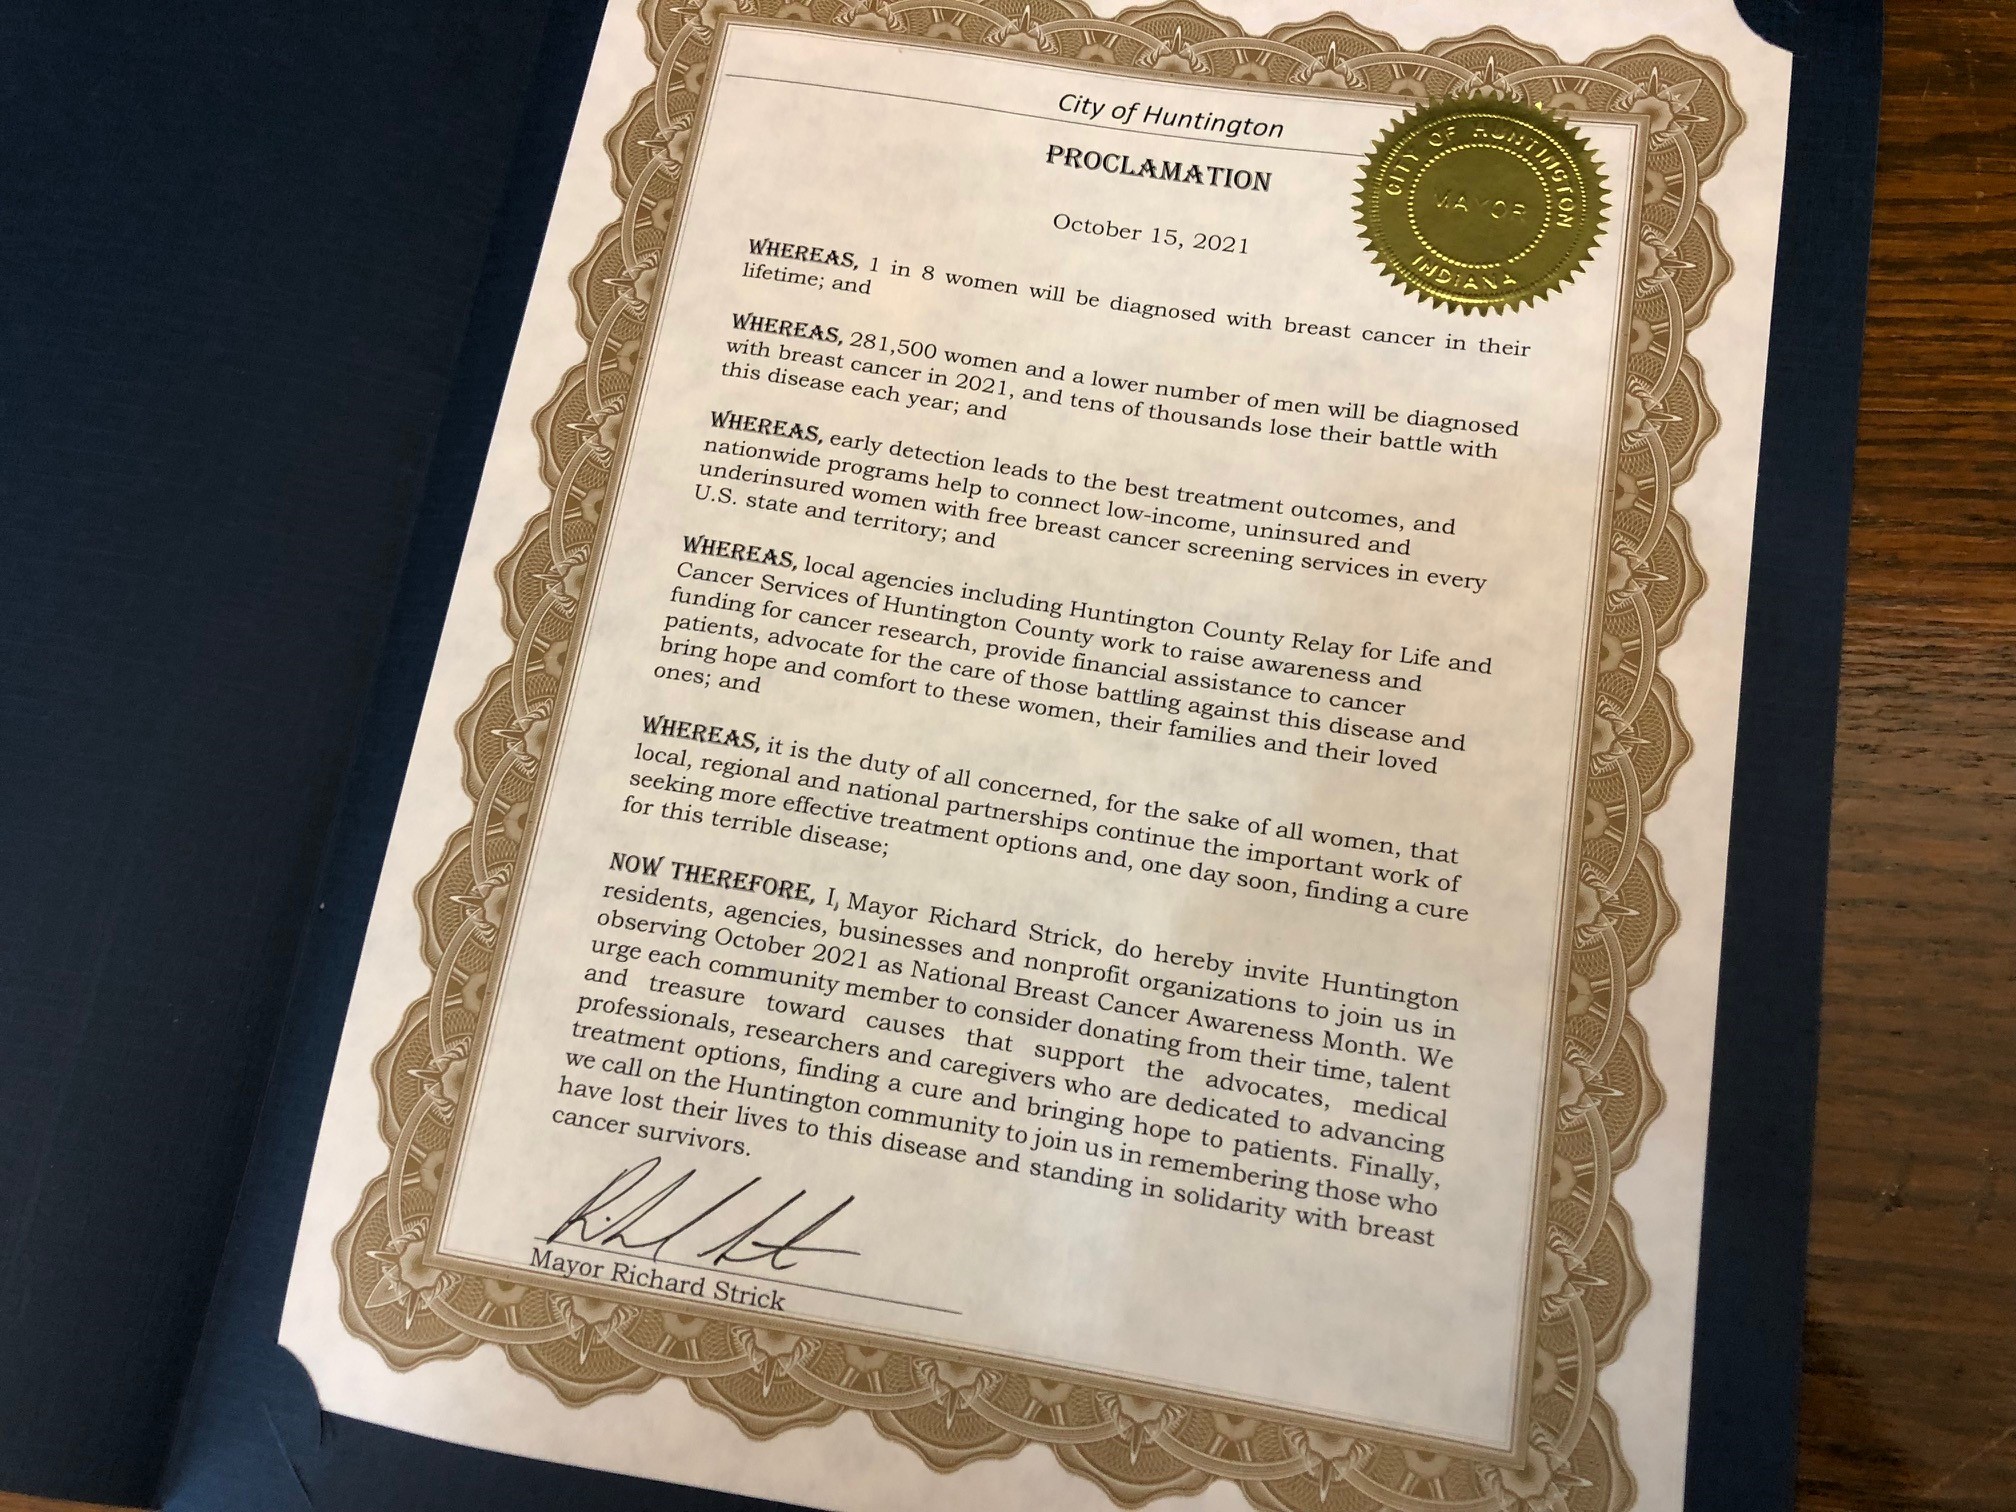 City of Huntington
PROCLAMATION
October 15, 2021
CITY OF HUNTINGTON
MAYOR
INDIANA
WHEREAS, 1 in 8 women will be diagnosed with breast cancer in their
lifetime; and
WHEREAS, 281,500 women and a lower number of men will be diagnosed
with breast cancer in 2021, and tens of thousands lose their battle with
this disease each year; and
WHEREAS, early detection leads to the best treatment outcomes, and
nationwide programs help to connect low-income, uninsured and
underinsured women with free breast cancer screening services in every
U.S. state and territory; and
WHEREAS, local agencies including Huntington County Relay for Life and
Cancer Services of Huntington County work to raise awareness and
funding for cancer research, provide financial assistance to cancer
patients, advocate for the care of those battling against this disease and
bring hope and comfort to these women, their families and their loved
ones; and
WHEREAS, it is the duty of all concerned, for the sake of all women, that
local, regional and national partnerships continue the important work of
seeking more effective treatment options and, one day soon, finding a cure
for this terrible disease;
NOW THEREFORE, I, Mayor Richard Strick, do hereby invite Huntington
residents, agencies, businesses and nonprofit organizations to join us in
observing October 2021 as National Breast Cancer Awareness Month. We
urge each community member to consider donating from their time, talent
and treasure toward causes that support the advocates, medical
professionals, researchers and caregivers who are dedicated to advancing
treatment options, finding a cure and bringing hope to patients. Finally,
we call on the Huntington community to join us in remembering those who
have lost their lives to this disease and standing in solidarity with breast
cancer survivors.
Mayor Richard Strick